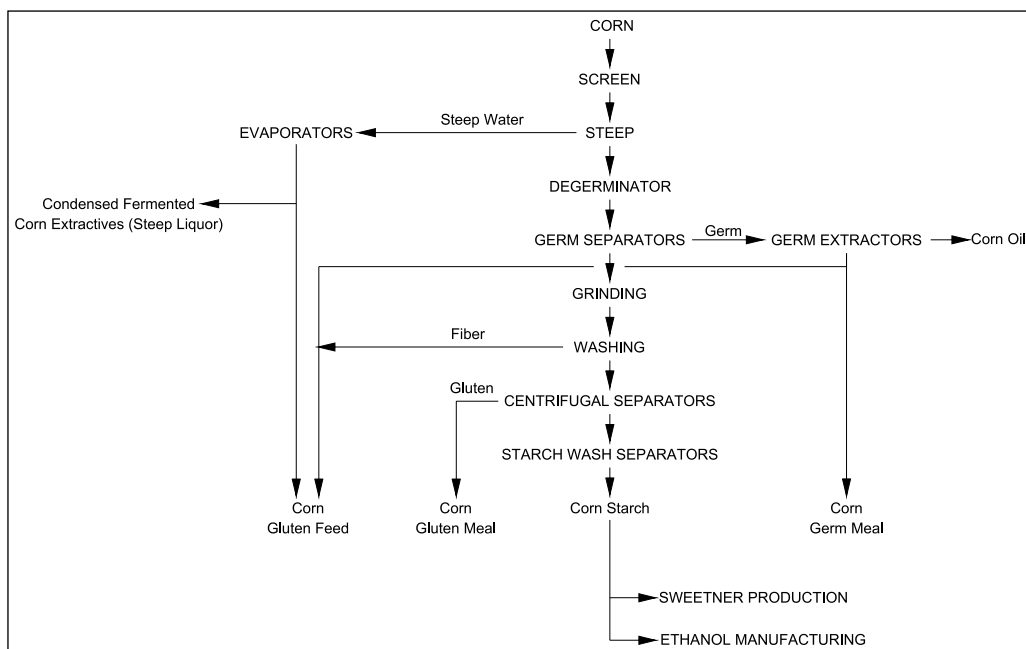 CORN
SCREEN
Steep Water
EVAPORATORS
STEEP
DEGERMINATOR
Condensed Fermented
Corn Extractives (Steep Liquor)
Germ
GERM SEPARATORS
GERM EXTRACTORS
Corn Oil
GRINDING
Fiber
WASHING
Gluten
CENTRIFUGAL SEPARATORS
STARCH WASH SEPARATORS
Corn
Gluten Feed
Corn
Gluten Meal
Corn Starch
Corn
Germ Meal
SWEETNER PRODUCTION
ETHANOL MANUFACTURING